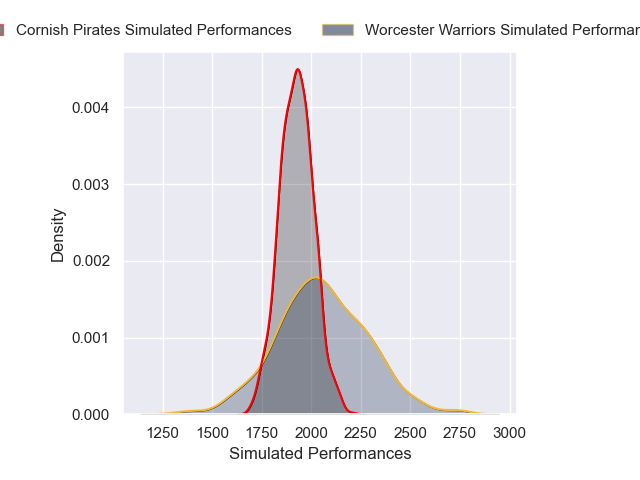 Cornish Pirates Simulated Performances Worcester Warriors Simulated
0.004
0.003
0.002
0.001
0.000
Density
1250 1500 1750 2000 2250 2500 2750 3000
Simulated Performances